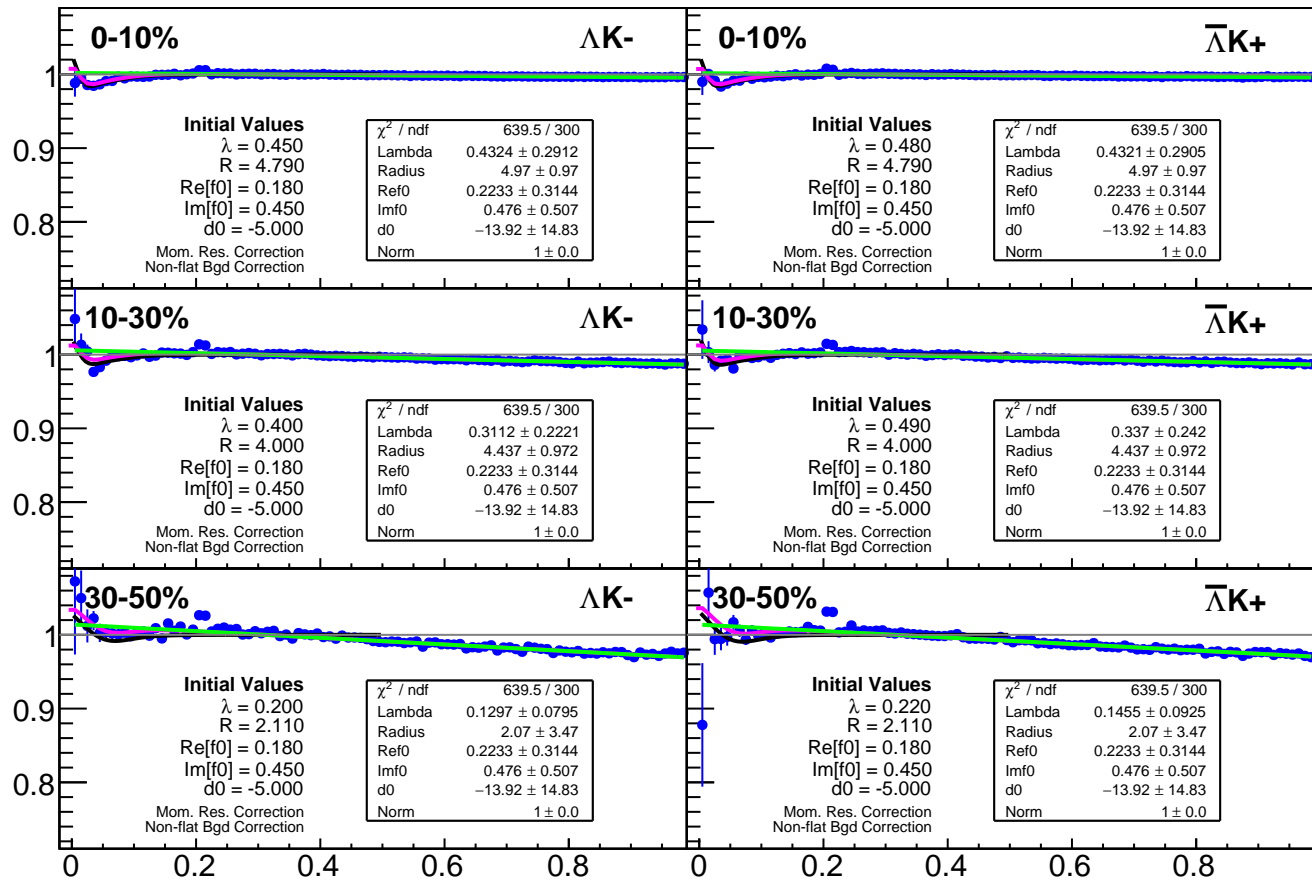 0-10%
ΛK-
1
0.9
0.8
Initial Values
λ = 0.450
R = 4.790
Re[f0] = 0.180
Im[f0] = 0.450
d0 = -5.000
Mom. Res. Correction
Non-flat Bgd Correction
χ² / ndf 639.5 / 300
Lambda 0.4324 ± 0.2912
Radius 4.97 ± 0.97
Ref0 0.2233 ± 0.3144
Imf0 0.476 ± 0.507
d0 −13.92 ± 14.83
Norm 1 ± 0.0
0-10%
Λ̅K+
Initial Values
λ = 0.480
R = 4.790
Re[f0] = 0.180
Im[f0] = 0.450
d0 = -5.000
Mom. Res. Correction
Non-flat Bgd Correction
χ² / ndf 639.5 / 300
Lambda 0.4321 ± 0.2905
Radius 4.97 ± 0.97
Ref0 0.2233 ± 0.3144
Imf0 0.476 ± 0.507
d0 −13.92 ± 14.83
Norm 1 ± 0.0
10-30%
ΛK-
1
0.9
0.8
Initial Values
λ = 0.400
R = 4.000
Re[f0] = 0.180
Im[f0] = 0.450
d0 = -5.000
Mom. Res. Correction
Non-flat Bgd Correction
χ² / ndf 639.5 / 300
Lambda 0.3112 ± 0.2221
Radius 4.437 ± 0.972
Ref0 0.2233 ± 0.3144
Imf0 0.476 ± 0.507
d0 −13.92 ± 14.83
Norm 1 ± 0.0
10-30%
Λ̅K+
Initial Values
λ = 0.490
R = 4.000
Re[f0] = 0.180
Im[f0] = 0.450
d0 = -5.000
Mom. Res. Correction
Non-flat Bgd Correction
χ² / ndf 639.5 / 300
Lambda 0.337 ± 0.242
Radius 4.437 ± 0.972
Ref0 0.2233 ± 0.3144
Imf0 0.476 ± 0.507
d0 −13.92 ± 14.83
Norm 1 ± 0.0
30-50%
ΛK-
1
0.9
0.8
Initial Values
λ = 0.200
R = 2.110
Re[f0] = 0.180
Im[f0] = 0.450
d0 = -5.000
Mom. Res. Correction
Non-flat Bgd Correction
χ² / ndf 639.5 / 300
Lambda 0.1297 ± 0.0795
Radius 2.07 ± 3.47
Ref0 0.2233 ± 0.3144
Imf0 0.476 ± 0.507
d0 −13.92 ± 14.83
Norm 1 ± 0.0
30-50%
Λ̅K+
Initial Values
λ = 0.220
R = 2.110
Re[f0] = 0.180
Im[f0] = 0.450
d0 = -5.000
Mom. Res. Correction
Non-flat Bgd Correction
χ² / ndf 639.5 / 300
Lambda 0.1455 ± 0.0925
Radius 2.07 ± 3.47
Ref0 0.2233 ± 0.3144
Imf0 0.476 ± 0.507
d0 −13.92 ± 14.83
Norm 1 ± 0.0
0 0.2 0.4 0.6 0.8 0 0.2 0.4 0.6 0.8